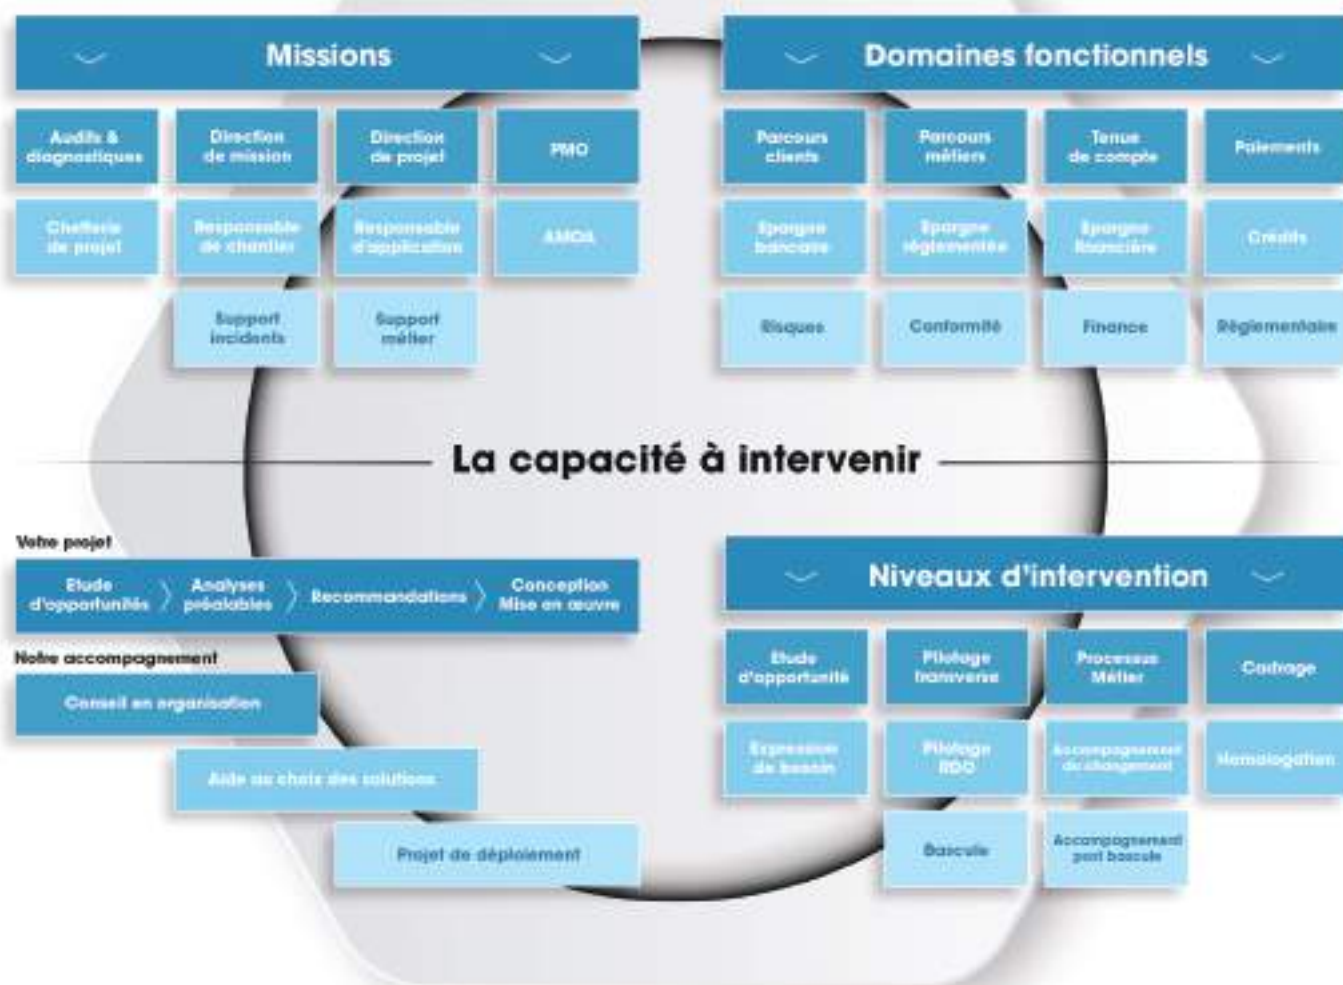 Missions
Audits &
diagnostiques
Direction
de mission
Direction
de projet
PMO
Chefferie
de projet
Responsable
de chantier
Responsable
d'application
AMOA
Support
incidents
Support
métier
Domaines fonctionnels
Parcours
clients
Parcours
métiers
Tenue
de compte
Paiements
Epargne
bancaire
Epargne
réglementée
Epargne
financière
Crédits
Risques
Conformité
Finance
Réglementaire
La capacité à intervenir
Votre projet
Etude
d'opportunités
Analyses
préalables
Recommandations
Conception
Mise en œuvre
Notre accompagnement
Conseil en organisation
Aide au choix des solutions
Projet de déploiement
Niveaux d'intervention
Etude
d'opportunité
Pilotage
transverse
Processus
Métier
Cadrage
Expression
de besoin
Pilotage
RDO
Accompagnement
du changement
Homologation
Bascule
Accompagnement
post bascule